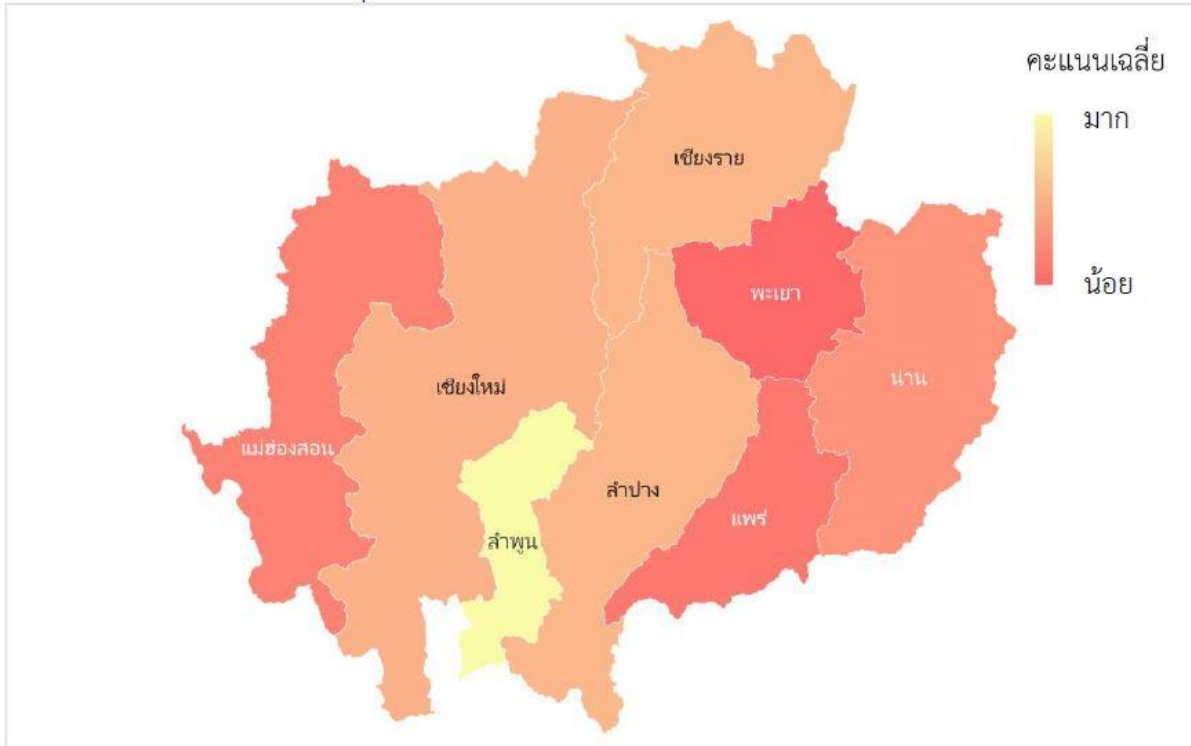 คะแนนเฉลี่ย
มาก
น้อย
เชียงราย
พะเยา
น่าน
เชียงใหม่
แม่ฮ่องสอน
ลำปาง
แพร่
ลำพูน